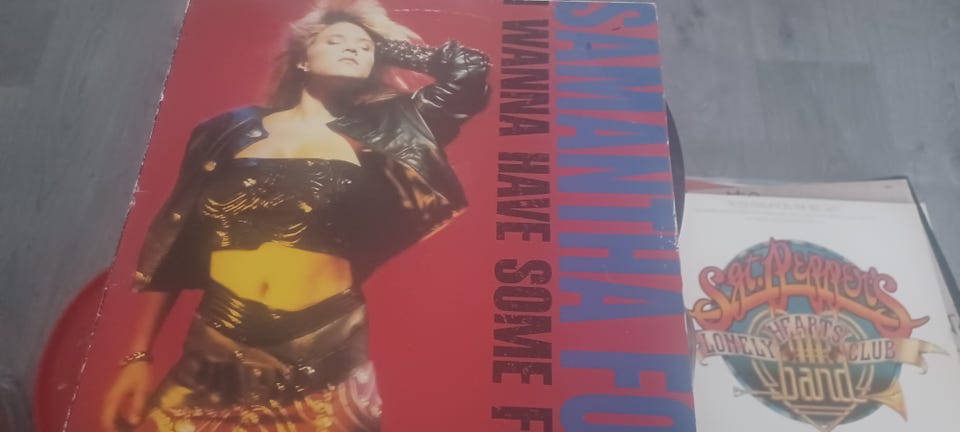 SAMANTHA FO
I WANNA HAVE SOME F
SGT. PEPPER'S
LONELY HEARTS CLUB
band